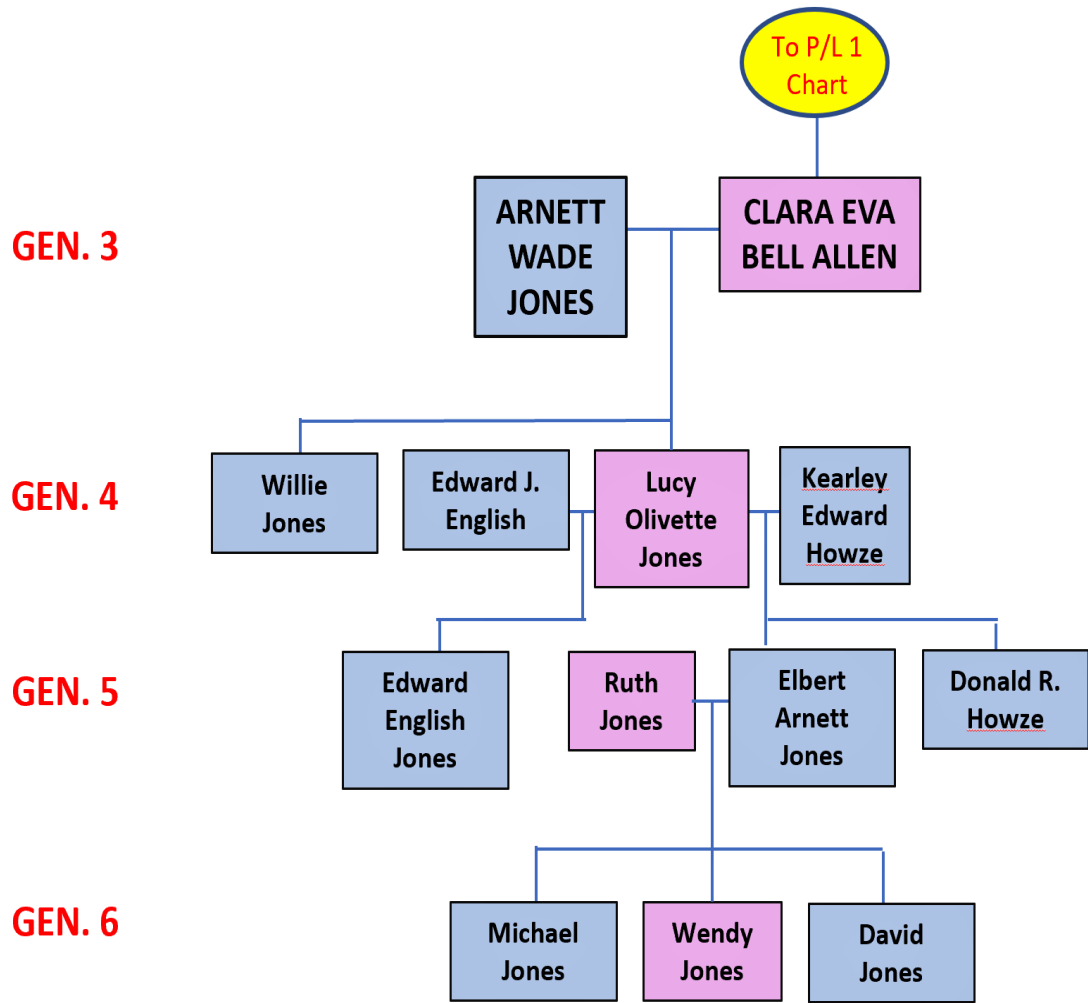 To P/L 1
Chart
GEN. 3
ARNETT
WADE
JONES
CLARA EVA
BELL ALLEN
GEN. 4
Willie
Jones
Edward J.
English
Lucy
Olivette
Jones
Kearley
Edward
Howze
GEN. 5
Edward
English
Jones
Ruth
Jones
Elbert
Arnett
Jones
Donald R.
Howze
GEN. 6
Michael
Jones
Wendy
Jones
David
Jones